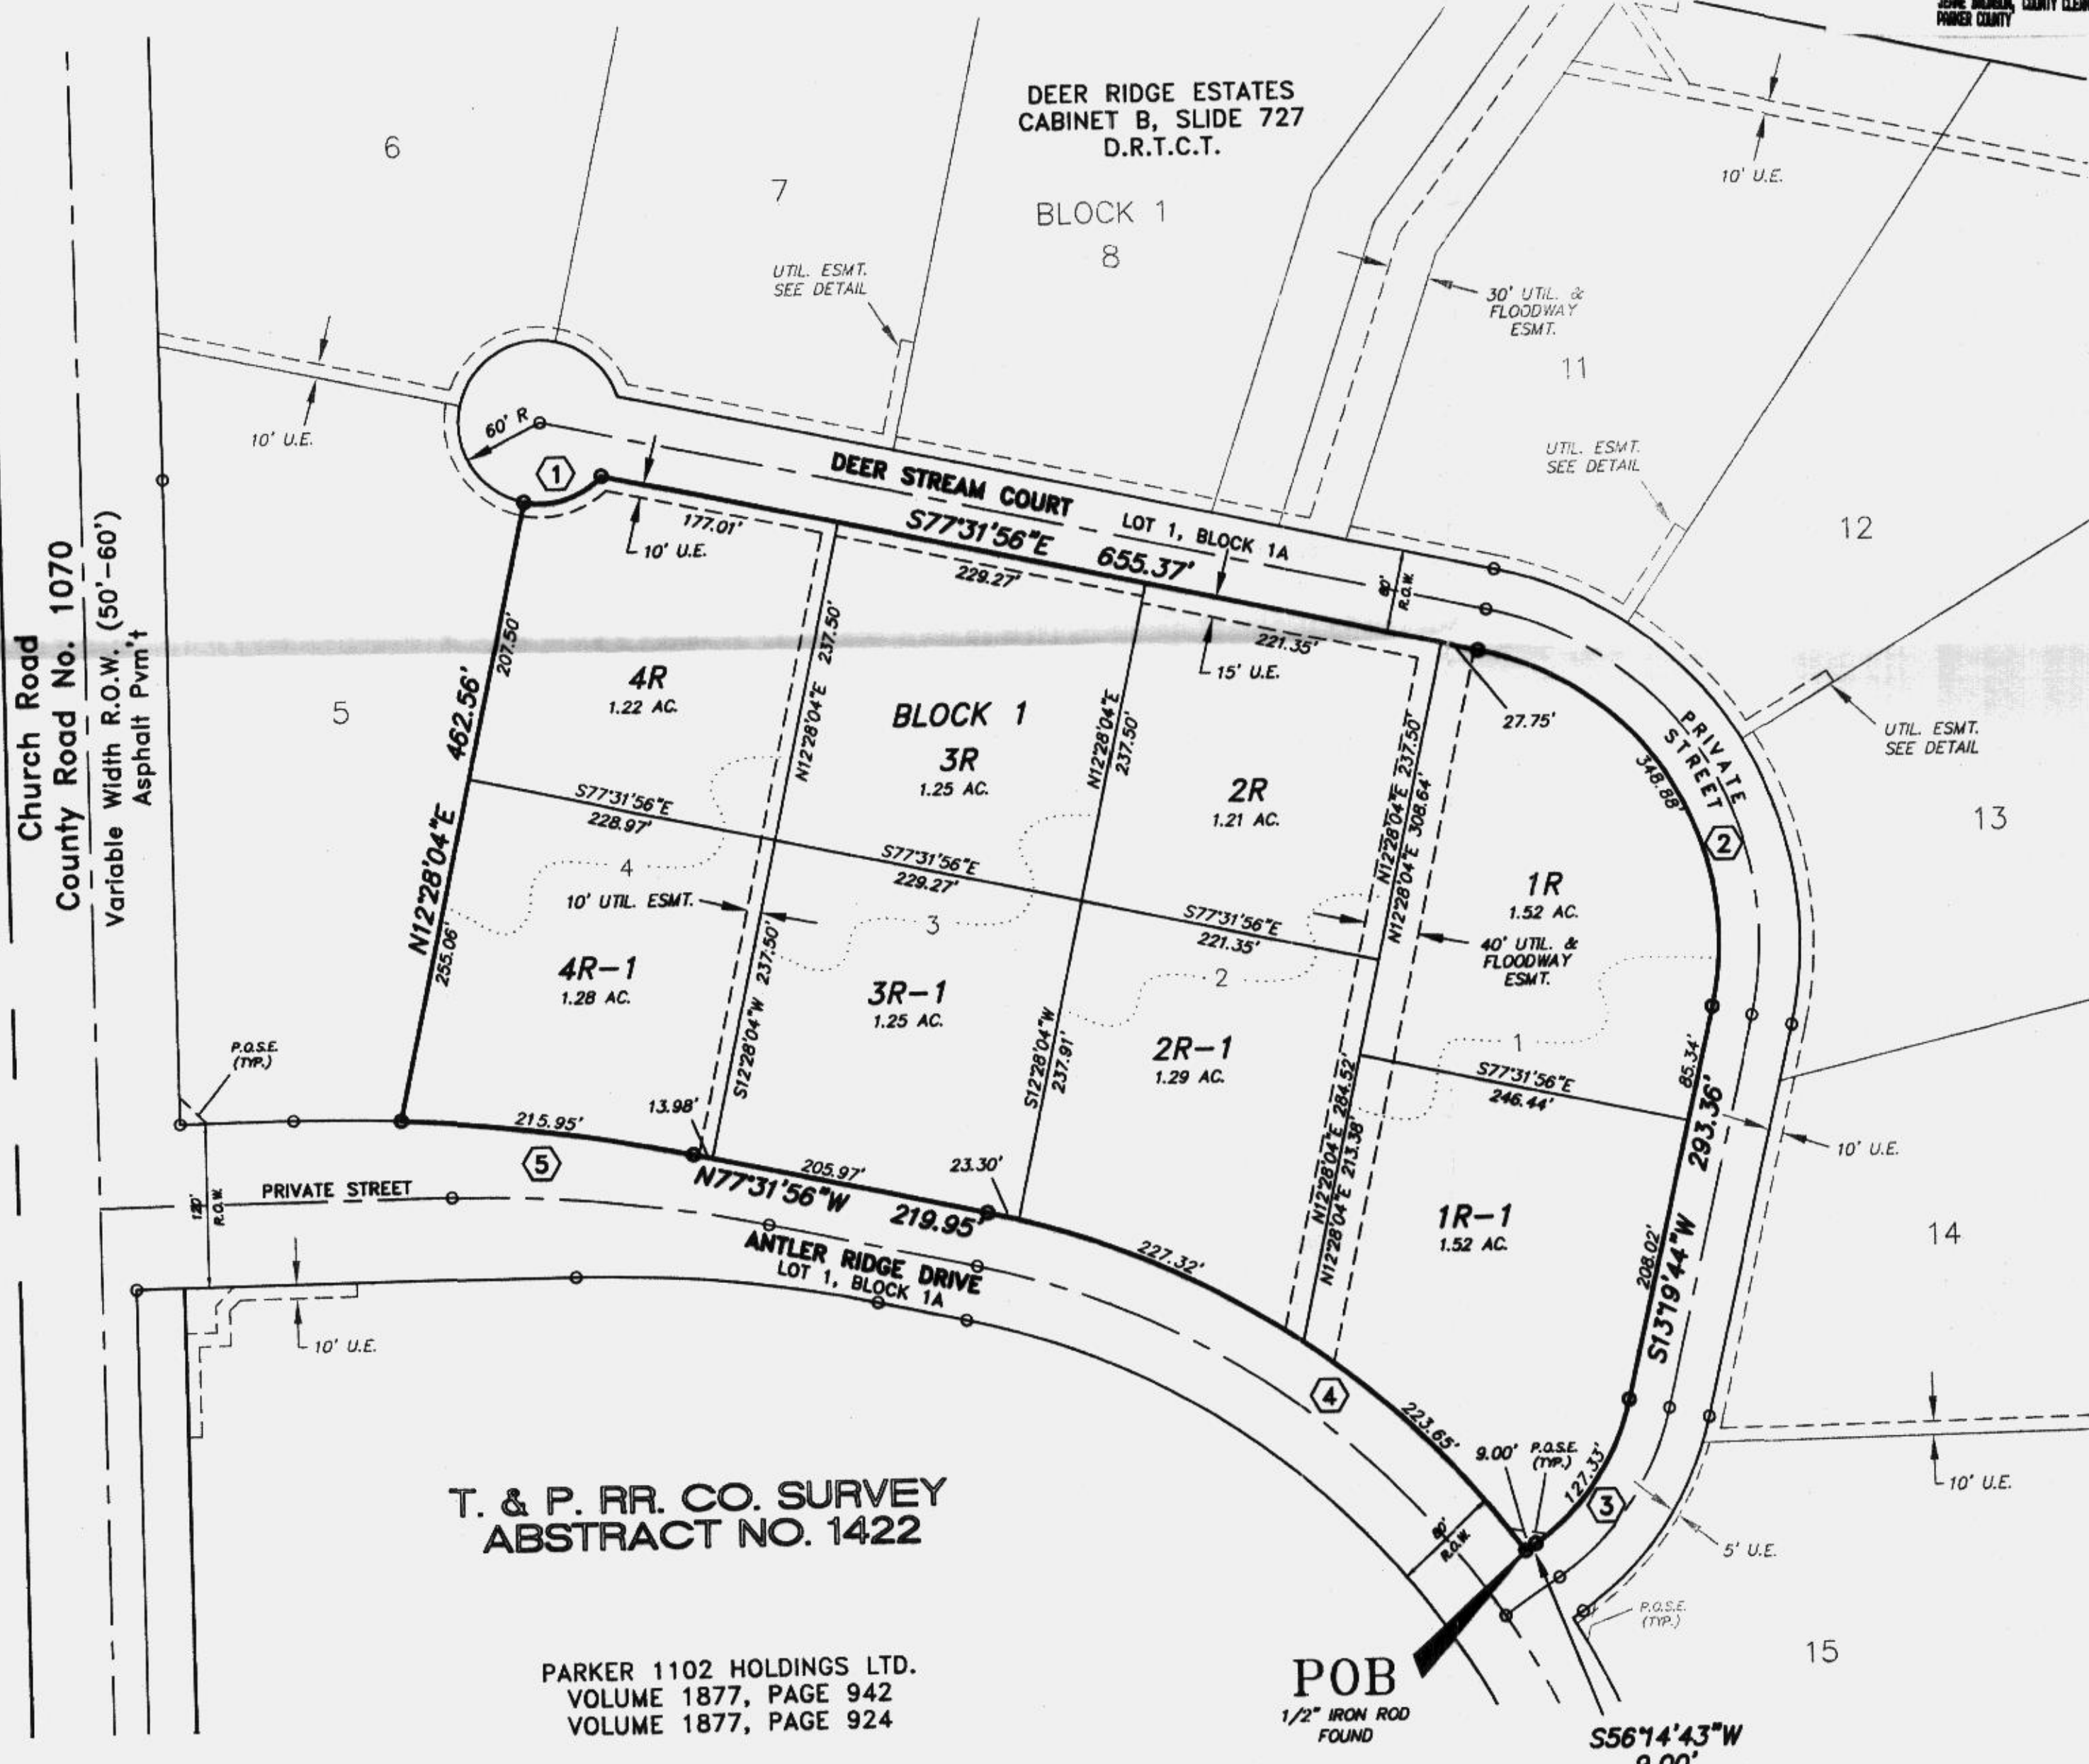 PARKER COUNTY
DEER RIDGE ESTATES
CABINET B, SLIDE 727
D.R.T.C.T.
BLOCK 1
6
7
8
10' U.E.
UTIL. ESMT.
SEE DETAIL
30' UTIL. &
FLOODWAY
ESMT.
11
10' U.E.
60' R
1
UTIL. ESMT.
SEE DETAIL
12
DEER STREAM COURT
LOT 1, BLOCK 1A
S77°31'56"E 655.37'
177.01'
10' U.E.
229.27'
80'
R.O.W.
221.35'
15' U.E.
27.75'
Church Road
County Road No. 1070
Variable Width R.O.W. (50'-60')
Asphalt Pvm't
5
N12°28'04"E 462.56'
207.50'
255.06'
4R
1.22 AC.
N12°28'04"E 237.50'
BLOCK 1
3R
1.25 AC.
N12°28'04"E
237.50'
2R
1.21 AC.
N12°28'04"E 237.50'
N12°28'04"E 308.64'
348.88'
PRIVATE
STREET
2
UTIL. ESMT.
SEE DETAIL
13
S77°31'56"E
228.97'
4
S77°31'56"E
229.27'
3
S77°31'56"E
221.35'
2
1R
1.52 AC.
40' UTIL. &
FLOODWAY
ESMT.
1
10' UTIL. ESMT.
4R-1
1.28 AC.
S12°28'04"W 237.50'
3R-1
1.25 AC.
S12°28'04"W
237.91'
2R-1
1.29 AC.
N12°28'04"E 284.52'
N12°28'04"E 213.38'
S77°31'56"E
246.44'
85.34'
S13°19'44"W 293.36'
208.02'
10' U.E.
1R-1
1.52 AC.
14
P.O.S.E.
(TYP.)
215.95'
13.98'
5
205.97'
23.30'
N77°31'56"W 219.95'
PRIVATE STREET
120'
R.O.W.
ANTLER RIDGE DRIVE
LOT 1, BLOCK 1A
227.32'
10' U.E.
4
223.65'
9.00'
P.O.S.E.
(TYP.)
127.33'
3
10' U.E.
5' U.E.
80'
R.O.W.
T. & P. RR. CO. SURVEY
ABSTRACT NO. 1422
P.O.S.E.
(TYP.)
15
PARKER 1102 HOLDINGS LTD.
VOLUME 1877, PAGE 942
VOLUME 1877, PAGE 924
POB
1/2" IRON ROD
FOUND
S56°14'43"W
9.00'